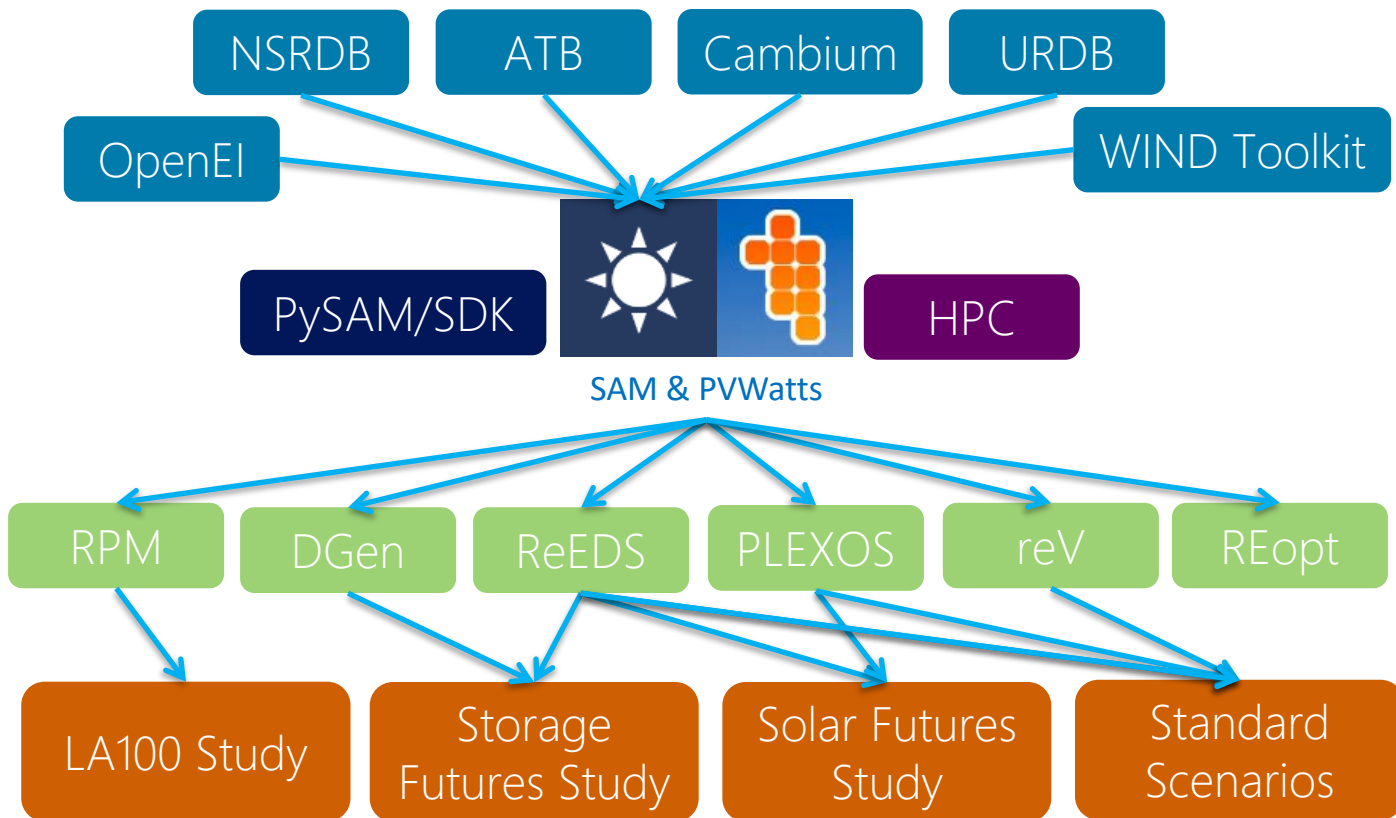 NSRDB
ATB
Cambium
URDB
OpenEI
WIND Toolkit
PySAM/SDK
HPC
SAM & PVWatts
RPM
DGen
ReEDS
PLEXOS
reV
REopt
LA100 Study
Storage
Futures Study
Solar Futures
Study
Standard
Scenarios